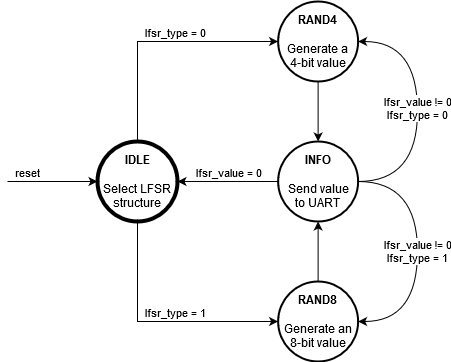 lfsr_type = 0
RAND4
Generate a
4-bit value
lfsr_value != 0
lfsr_type = 0
reset
IDLE
Select LFSR
structure
lfsr_value = 0
INFO
Send value
to UART
lfsr_value != 0
lfsr_type = 1
lfsr_type = 1
RAND8
Generate an
8-bit value